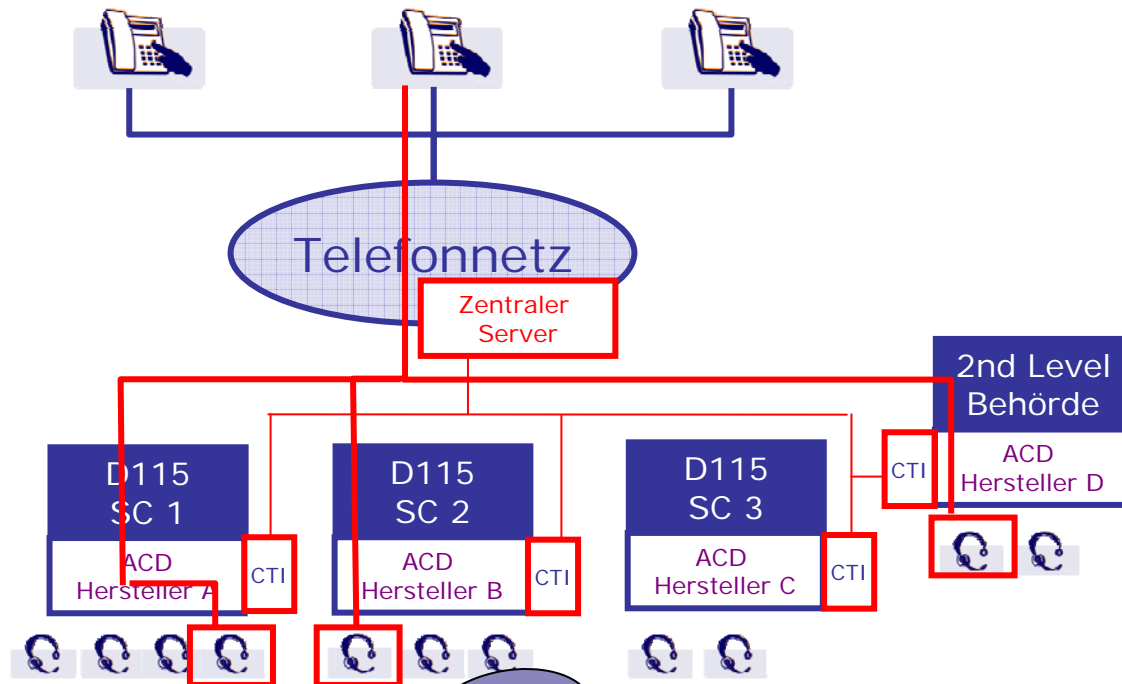 Telefonnetz
Zentraler
Server
2nd Level
Behörde
ACD
Hersteller D
CTI
D115
SC 1
ACD
Hersteller A
CTI
D115
SC 2
ACD
Hersteller B
CTI
D115
SC 3
ACD
Hersteller C
CTI